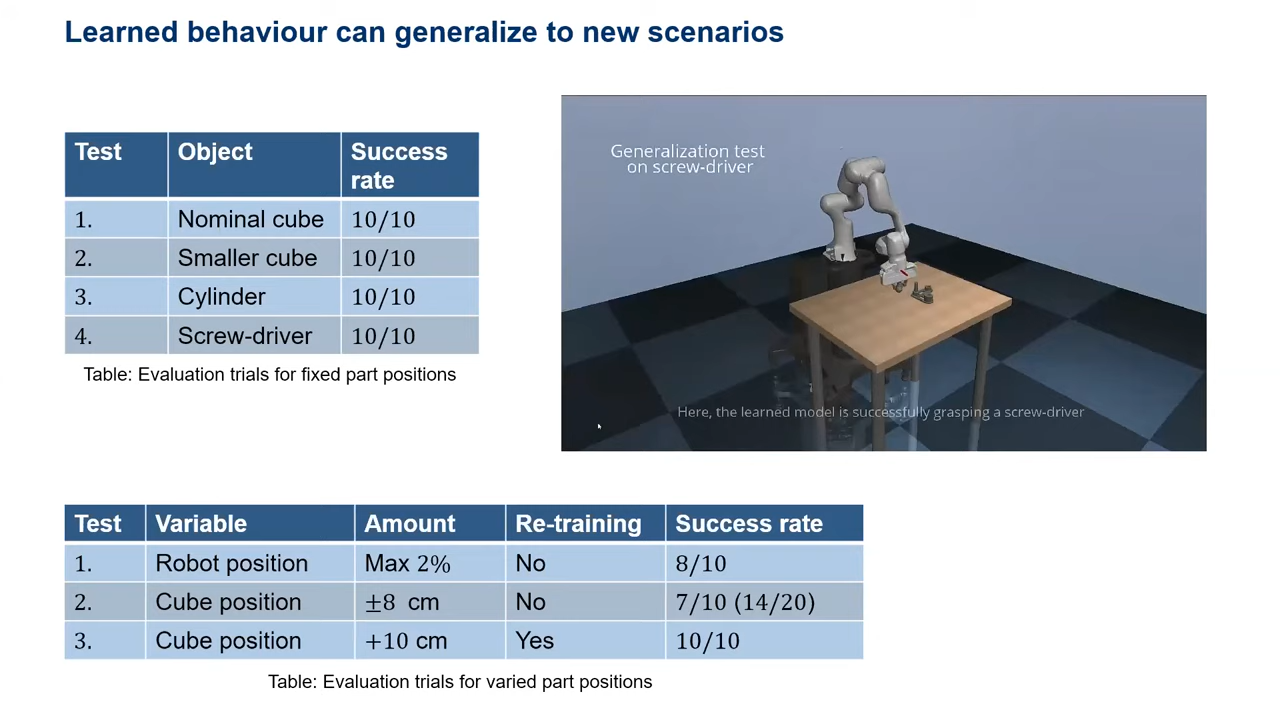 Learned behaviour can generalize to new scenarios
Test Object Success rate
1. Nominal cube 10/10
2. Smaller cube 10/10
3. Cylinder 10/10
4. Screw-driver 10/10
Table: Evaluation trials for fixed part positions
Generalization test
on screw-driver
Here, the learned model is successfully grasping a screw-driver
Test Variable Amount Re-training Success rate
1. Robot position Max 2% No 8/10
2. Cube position ±8 cm No 7/10 (14/20)
3. Cube position +10 cm Yes 10/10
Table: Evaluation trials for varied part positions